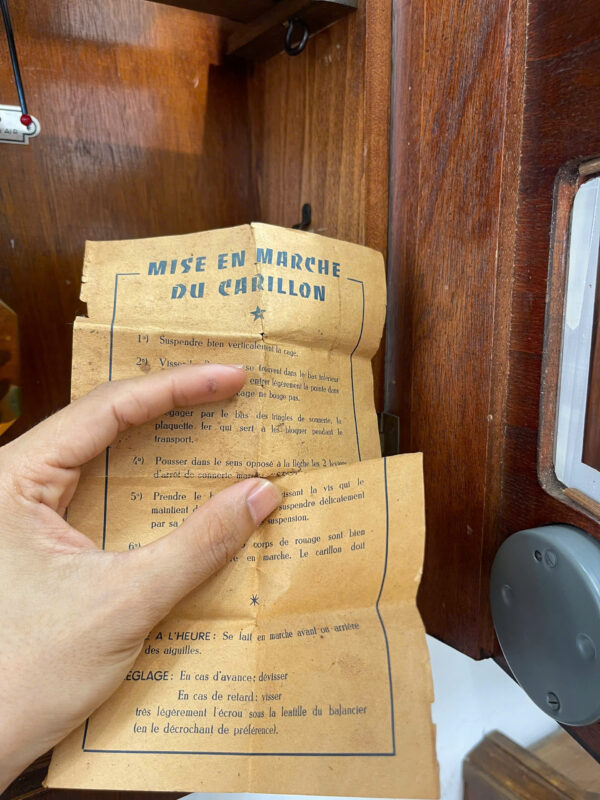 MISE EN MARCHE
DU CARILLON
1°) Suspendre bien verticalement la cage.
2°) se trouvent dans le bas intérieur
entrer légèrement la pointe dans
cage ne bouge pas.
par le bas des tringles de sonnerie, la
plaquette fer qui sert à les bloquer pendant le
transport.
4°) Pousser dans le sens opposé à la flèche les 2 leviers
d'arrêt de sonnerie
5°) Prendre le la vis qui le
maintient suspendre délicatement
par sa suspension.
6°) corps de rouage sont bien
en marche. Le carillon doit
A L'HEURE : Se fait en marche avant ou arrière
des aiguilles.
En cas d'avance : dévisser
En cas de retard : visser
très légèrement l'écrou sous la leatille du balancier
(en le décrochant de préférence).